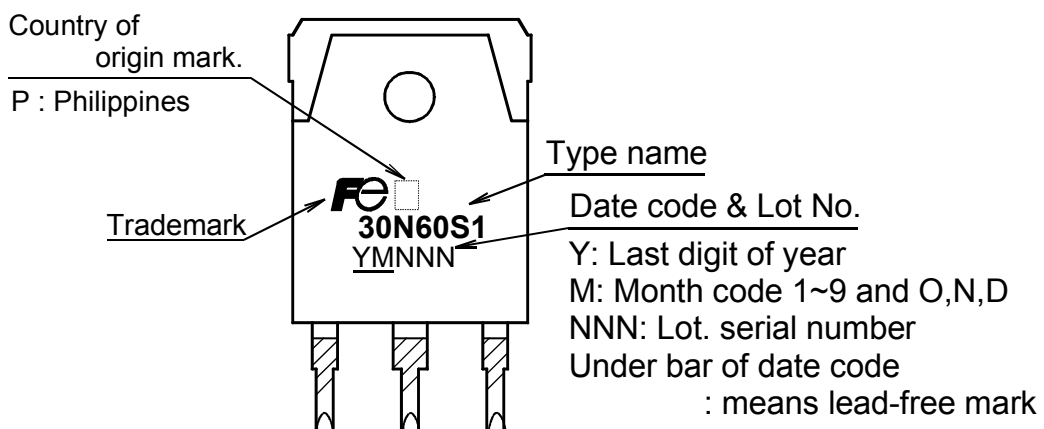 Country of
origin mark.
P : Philippines
Type name
Trademark
Fe
30N60S1
YMNNN
Date code & Lot No.
Y: Last digit of year
M: Month code 1~9 and O,N,D
NNN: Lot. serial number
Under bar of date code
: means lead-free mark